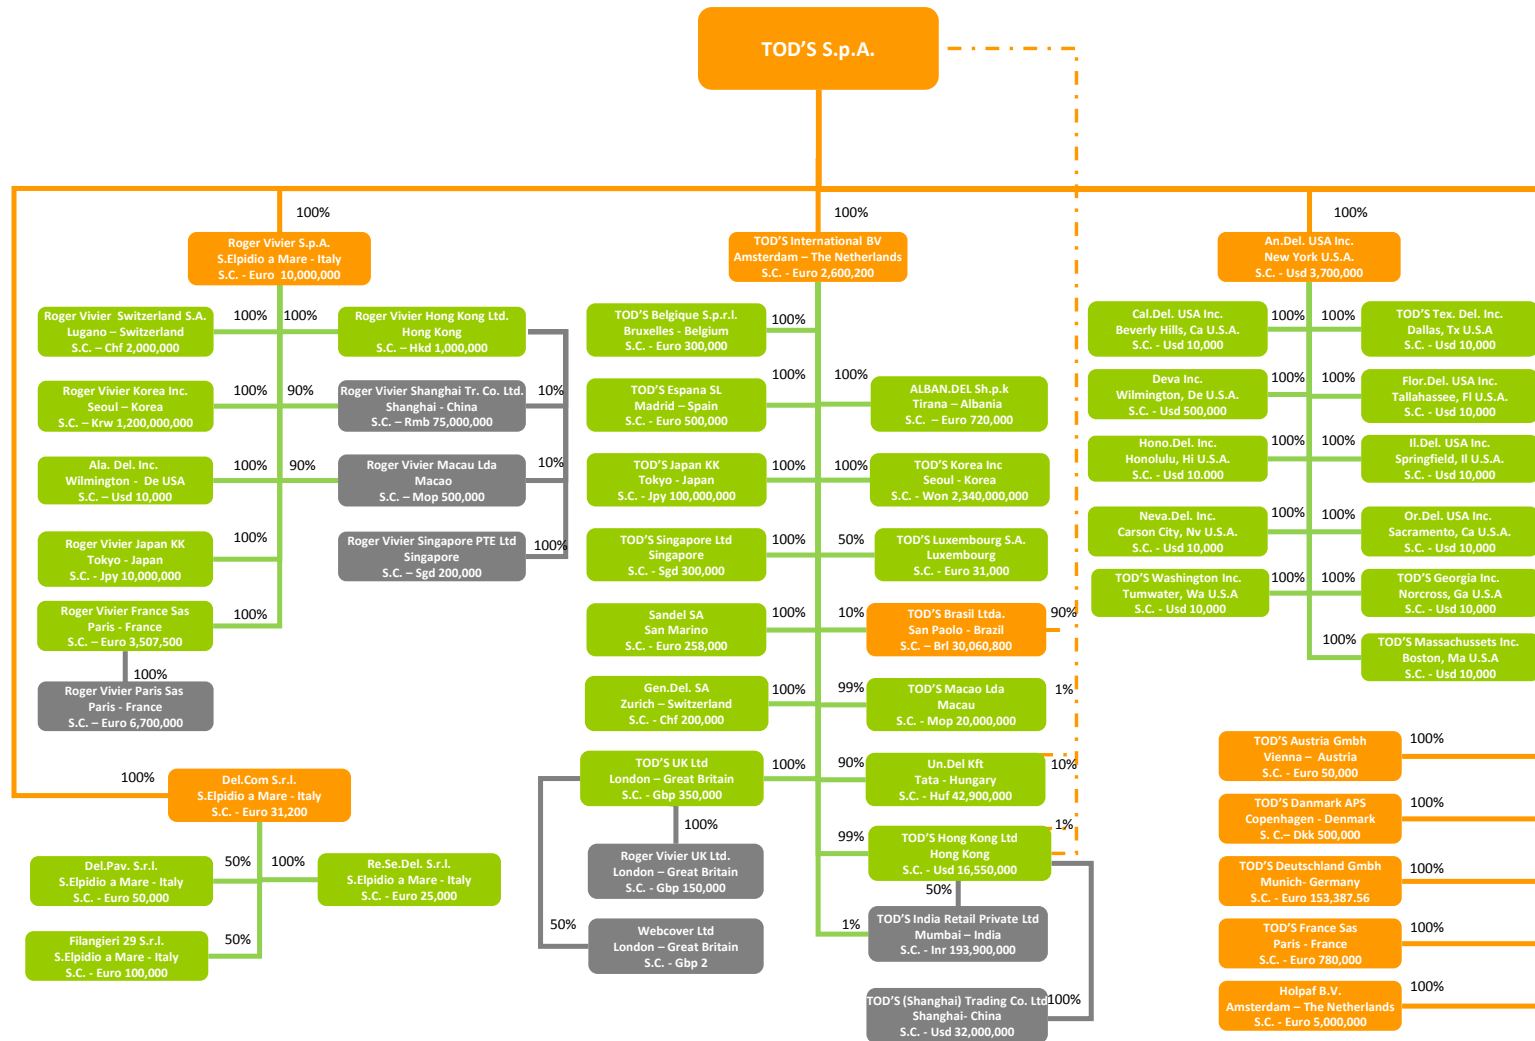 TOD'S S.p.A.
100%
100%
100%
Roger Vivier S.p.A.
S.Elpidio a Mare - Italy
S.C. - Euro 10,000,000
TOD'S International BV
Amsterdam – The Netherlands
S.C. - Euro 2,600,200
An.Del. USA Inc.
New York U.S.A.
S.C. - Usd 3,700,000
Roger Vivier Switzerland S.A.
Lugano – Switzerland
S.C. – Chf 2,000,000
100%
100%
Roger Vivier Hong Kong Ltd.
Hong Kong
S.C. - Hkd 1,000,000
Roger Vivier Korea Inc.
Seoul – Korea
S.C. – Krw 1,200,000,000
100%
90%
Roger Vivier Shanghai Tr. Co. Ltd.
Shanghai - China
S.C. – Rmb 75,000,000
10%
Ala. Del. Inc.
Wilmington - De USA
S.C. – Usd 10,000
100%
90%
Roger Vivier Macau Lda
Macao
S.C. – Mop 500,000
10%
Roger Vivier Japan KK
Tokyo - Japan
S.C. - Jpy 10,000,000
100%
Roger Vivier Singapore PTE Ltd
Singapore
S.C. – Sgd 200,000
100%
Roger Vivier France Sas
Paris - France
S.C. – Euro 3,507,500
100%
100%
Roger Vivier Paris Sas
Paris - France
S.C. – Euro 6,700,000
100%
Del.Com S.r.l.
S.Elpidio a Mare - Italy
S.C. - Euro 31,200
Del.Pav. S.r.l.
S.Elpidio a Mare - Italy
S.C. - Euro 50,000
50%
100%
Re.Se.Del. S.r.l.
S.Elpidio a Mare - Italy
S.C. - Euro 25,000
Filangieri 29 S.r.l.
S.Elpidio a Mare - Italy
S.C. - Euro 100,000
50%
TOD'S Belgique S.p.r.l.
Bruxelles - Belgium
S.C. - Euro 300,000
100%
TOD'S Espana SL
Madrid – Spain
S.C. - Euro 500,000
100%
100%
ALBAN.DEL Sh.p.k
Tirana – Albania
S.C. – Euro 720,000
TOD'S Japan KK
Tokyo - Japan
S.C. - Jpy 100,000,000
100%
100%
TOD'S Korea Inc
Seoul - Korea
S.C. - Won 2,340,000,000
TOD'S Singapore Ltd
Singapore
S.C. - Sgd 300,000
100%
50%
TOD'S Luxembourg S.A.
Luxembourg
S.C. - Euro 31,000
Sandel SA
San Marino
S.C. - Euro 258,000
100%
10%
TOD'S Brasil Ltda.
San Paolo - Brazil
S.C. – Brl 30,060,800
90%
Gen.Del. SA
Zurich – Switzerland
S.C. - Chf 200,000
100%
99%
TOD'S Macao Lda
Macau
S.C. - Mop 20,000,000
1%
TOD'S UK Ltd
London – Great Britain
S.C. - Gbp 350,000
100%
90%
Un.Del Kft
Tata - Hungary
S.C. - Huf 42,900,000
10%
100%
Roger Vivier UK Ltd.
London – Great Britain
S.C. - Gbp 150,000
99%
TOD'S Hong Kong Ltd
Hong Kong
S.C. - Usd 16,550,000
1%
50%
50%
Webcover Ltd
London – Great Britain
S.C. - Gbp 2
1%
TOD'S India Retail Private Ltd
Mumbai – India
S.C. - Inr 193,900,000
TOD'S (Shanghai) Trading Co. Ltd
Shanghai- China
S.C. - Usd 32,000,000
100%
Cal.Del. USA Inc.
Beverly Hills, Ca U.S.A.
S.C. - Usd 10,000
100%
100%
TOD'S Tex. Del. Inc.
Dallas, Tx U.S.A
S.C. - Usd 10,000
Deva Inc.
Wilmington, De U.S.A.
S.C. - Usd 500,000
100%
100%
Flor.Del. USA Inc.
Tallahassee, Fl U.S.A.
S.C. - Usd 10,000
Hono.Del. Inc.
Honolulu, Hi U.S.A.
S.C. - Usd 10.000
100%
100%
Il.Del. USA Inc.
Springfield, Il U.S.A.
S.C. - Usd 10,000
Neva.Del. Inc.
Carson City, Nv U.S.A.
S.C. - Usd 10,000
100%
100%
Or.Del. USA Inc.
Sacramento, Ca U.S.A.
S.C. - Usd 10,000
TOD'S Washington Inc.
Tumwater, Wa U.S.A
S.C. - Usd 10,000
100%
100%
TOD'S Georgia Inc.
Norcross, Ga U.S.A
S.C. - Usd 10,000
100%
TOD'S Massachussets Inc.
Boston, Ma U.S.A
S.C. - Usd 10,000
TOD'S Austria Gmbh
Vienna – Austria
S.C. - Euro 50,000
100%
TOD'S Danmark APS
Copenhagen - Denmark
S. C.– Dkk 500,000
100%
TOD'S Deutschland Gmbh
Munich- Germany
S.C. - Euro 153,387.56
100%
TOD'S France Sas
Paris - France
S.C. - Euro 780,000
100%
Holpaf B.V.
Amsterdam – The Netherlands
S.C. - Euro 5,000,000
100%